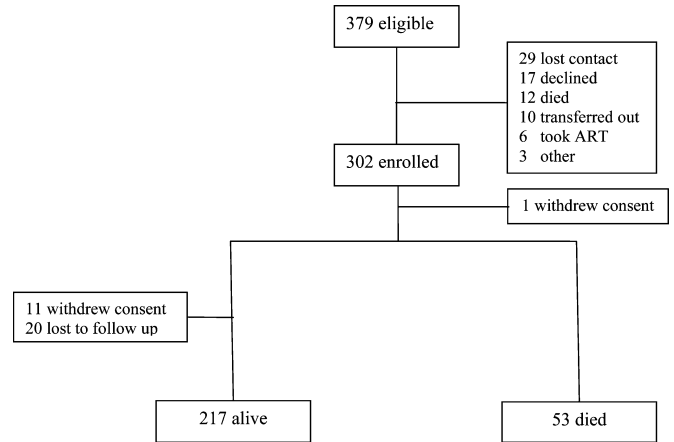 379 eligible
29 lost contact
17 declined
12 died
10 transferred out
6 took ART
3 other
302 enrolled
1 withdrew consent
11 withdrew consent
20 lost to follow up
217 alive
53 died